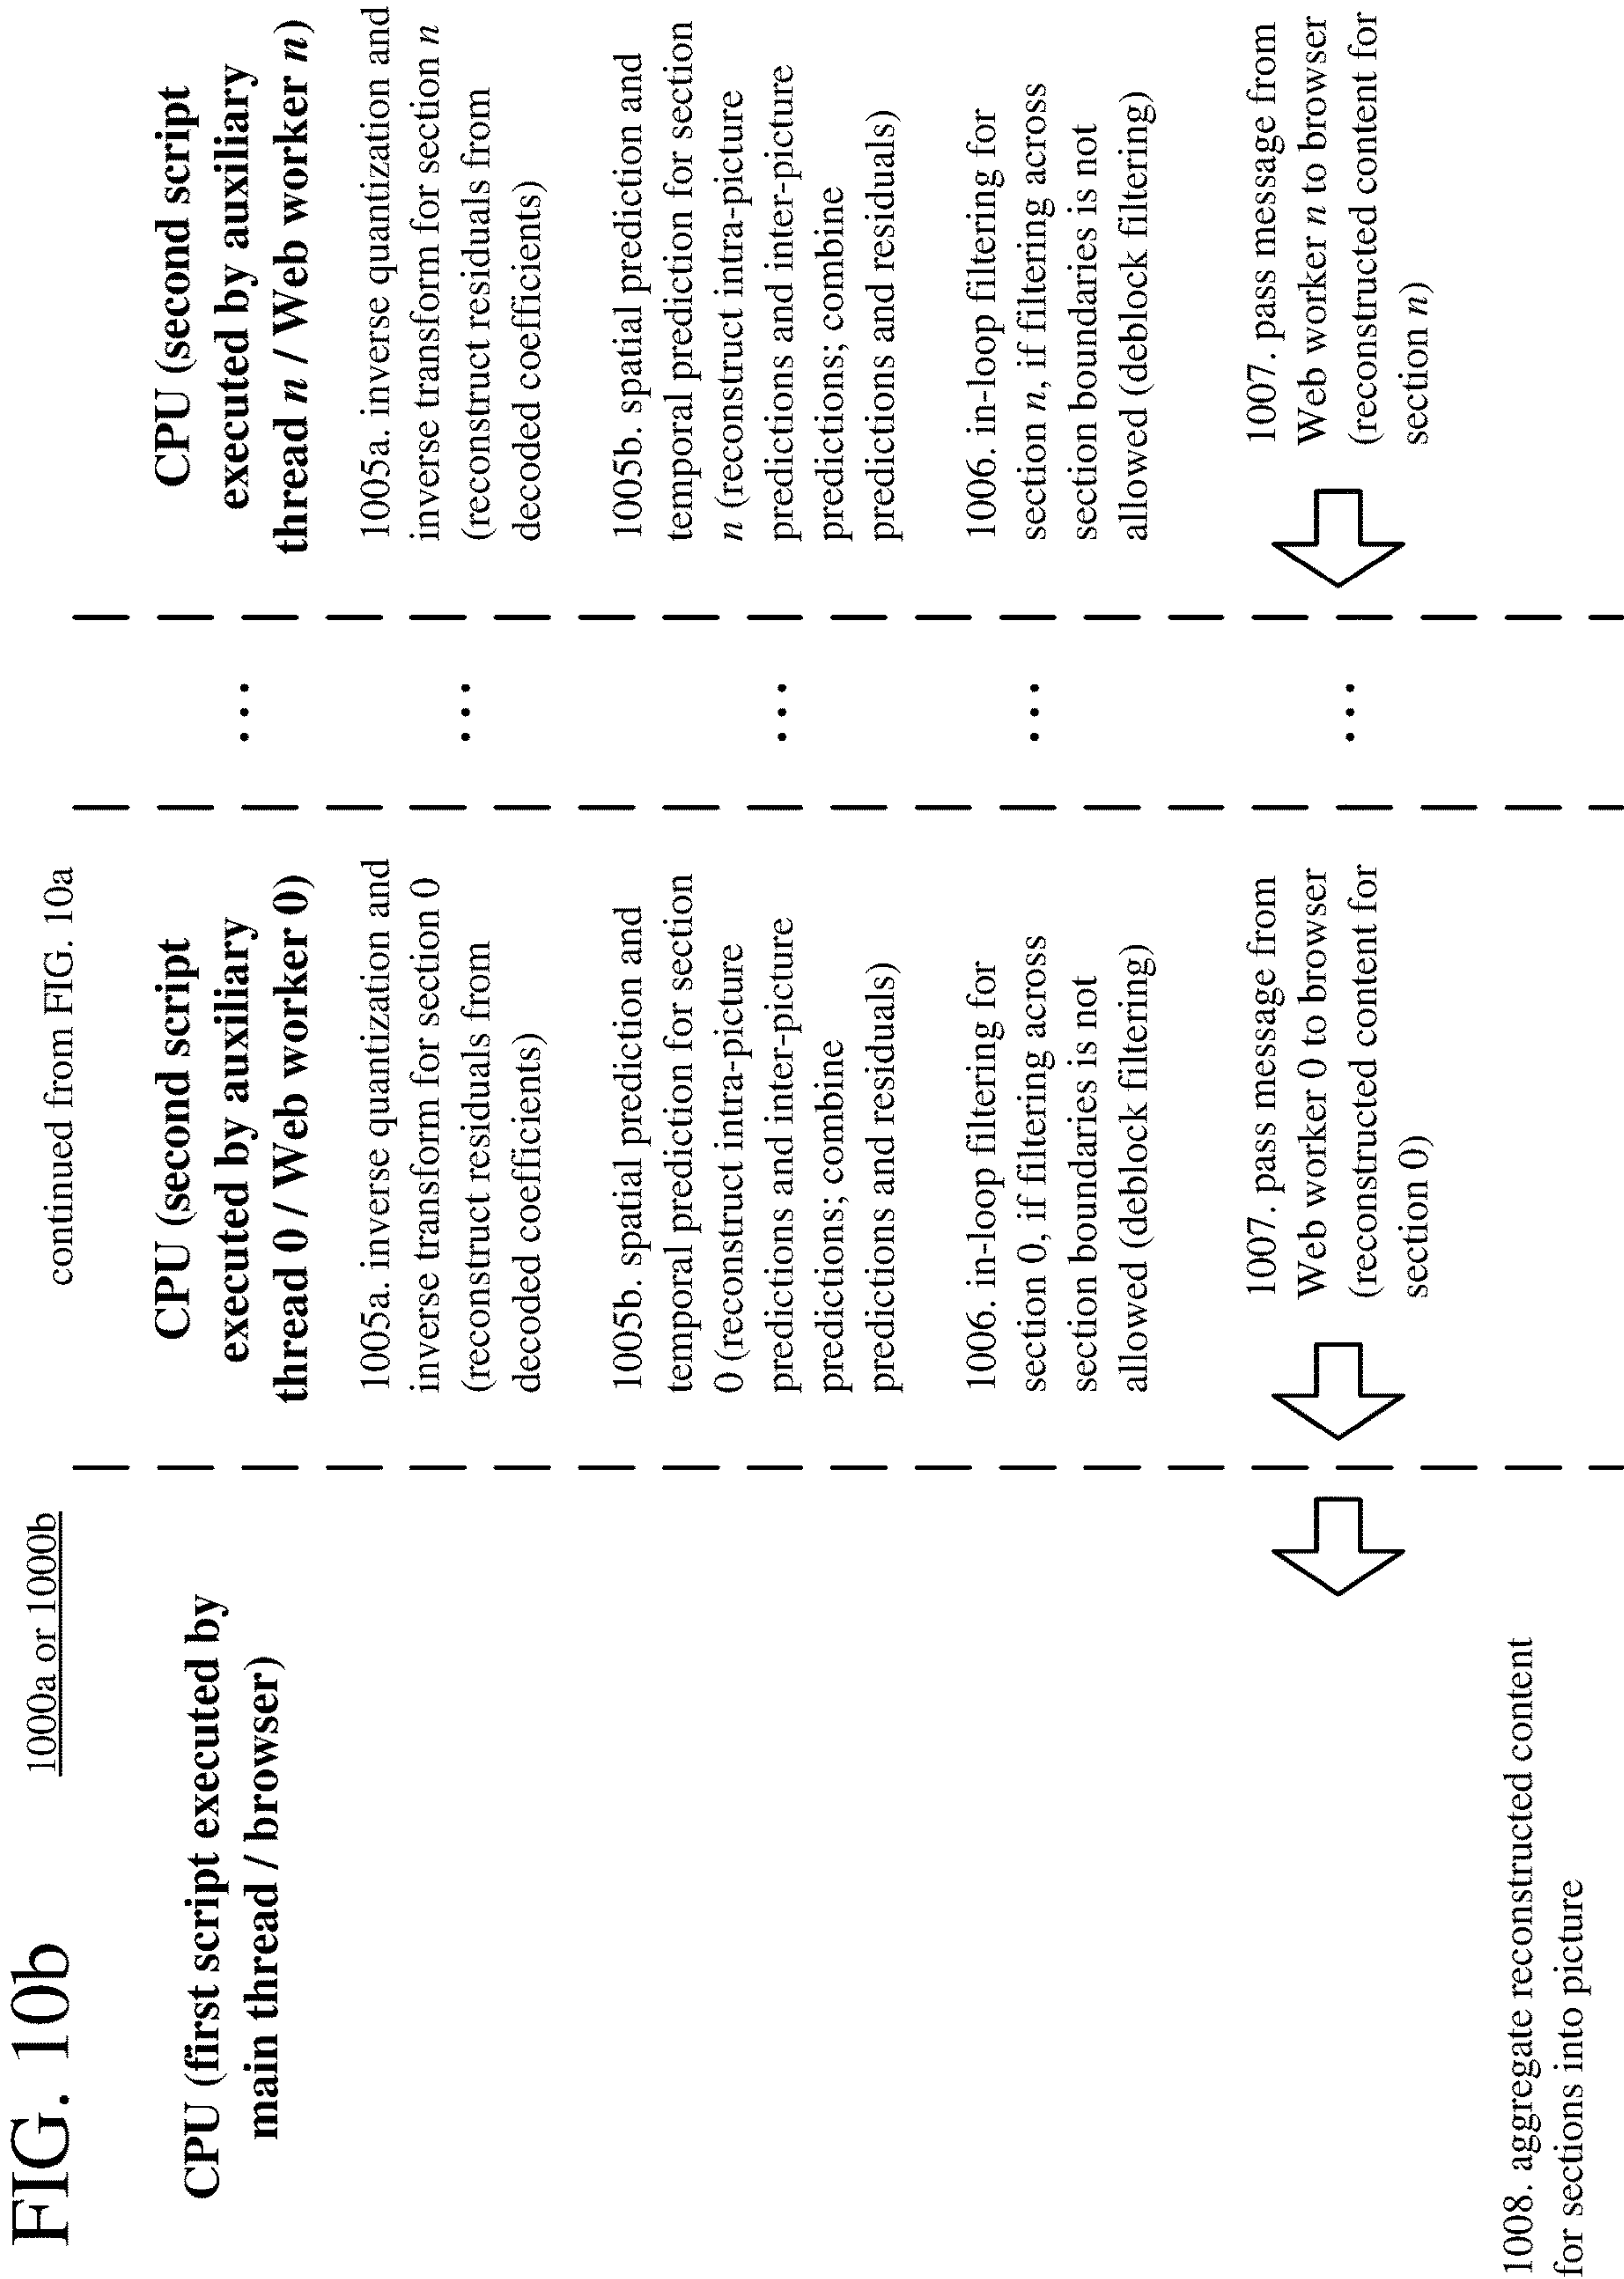 FIG. 10b
1000a or 1000b
continued from FIG. 10a
CPU (first script executed by
main thread / browser)
CPU (second script
executed by auxiliary
thread 0 / Web worker 0)
...
CPU (second script
executed by auxiliary
thread n / Web worker n)
1005a. inverse quantization and
inverse transform for section 0
(reconstruct residuals from
decoded coefficients)
...
1005a. inverse quantization and
inverse transform for section n
(reconstruct residuals from
decoded coefficients)
1005b. spatial prediction and
temporal prediction for section
0 (reconstruct intra-picture
predictions and inter-picture
predictions; combine
predictions and residuals)
...
1005b. spatial prediction and
temporal prediction for section
n (reconstruct intra-picture
predictions and inter-picture
predictions; combine
predictions and residuals)
1006. in-loop filtering for
section 0, if filtering across
section boundaries is not
allowed (deblock filtering)
...
1006. in-loop filtering for
section n, if filtering across
section boundaries is not
allowed (deblock filtering)
1007. pass message from
Web worker 0 to browser
(reconstructed content for
section 0)
...
1007. pass message from
Web worker n to browser
(reconstructed content for
section n)
1008. aggregate reconstructed content
for sections into picture